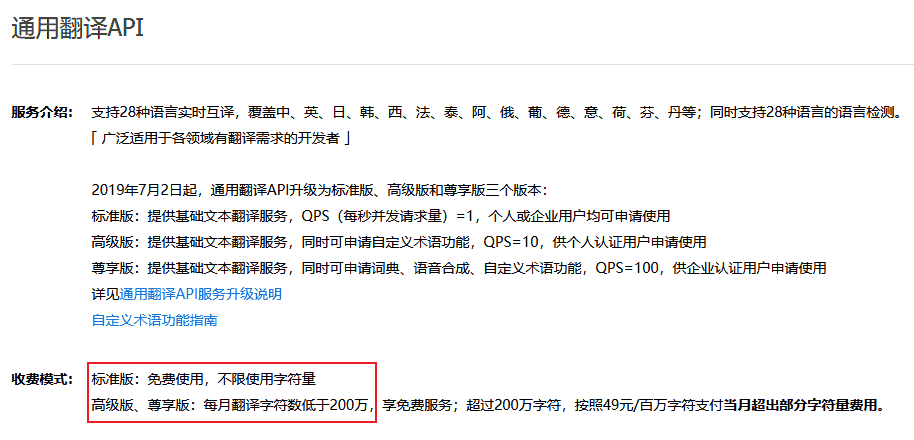 通用翻译API
服务介绍： 支持28种语言实时互译，覆盖中、英、日、韩、西、法、泰、阿、俄、葡、德、意、荷、芬、丹等；同时支持28种语言的语言检测。
「 广泛适用于各领域有翻译需求的开发者 」
2019年7月2日起，通用翻译API升级为标准版、高级版和尊享版三个版本：
标准版：提供基础文本翻译服务，QPS（每秒并发请求量）=1，个人或企业用户均可申请使用
高级版：提供基础文本翻译服务，同时可申请自定义术语功能，QPS=10，供个人认证用户申请使用
尊享版：提供基础文本翻译服务，同时可申请词典、语音合成、自定义术语功能，QPS=100，供企业认证用户申请使用
详见通用翻译API服务升级说明
自定义术语功能指南
收费模式： 标准版：免费使用，不限使用字符量
高级版、尊享版：每月翻译字符数低于200万，享免费服务；超过200万字符，按照49元/百万字符支付当月超出部分字符量费用。